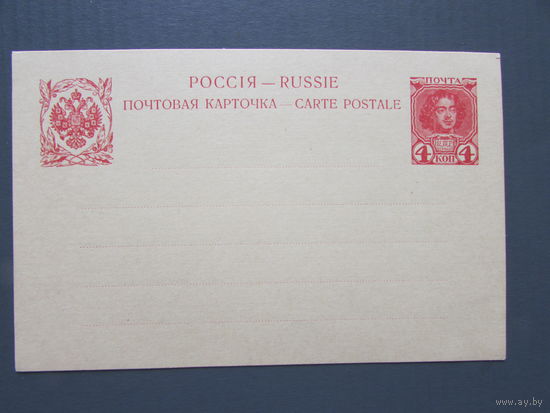 РОССІЯ — RUSSIE
ПОЧТОВАЯ КАРТОЧКА — CARTE POSTALE
ПОЧТА
4 КОП 4
www.ay.by